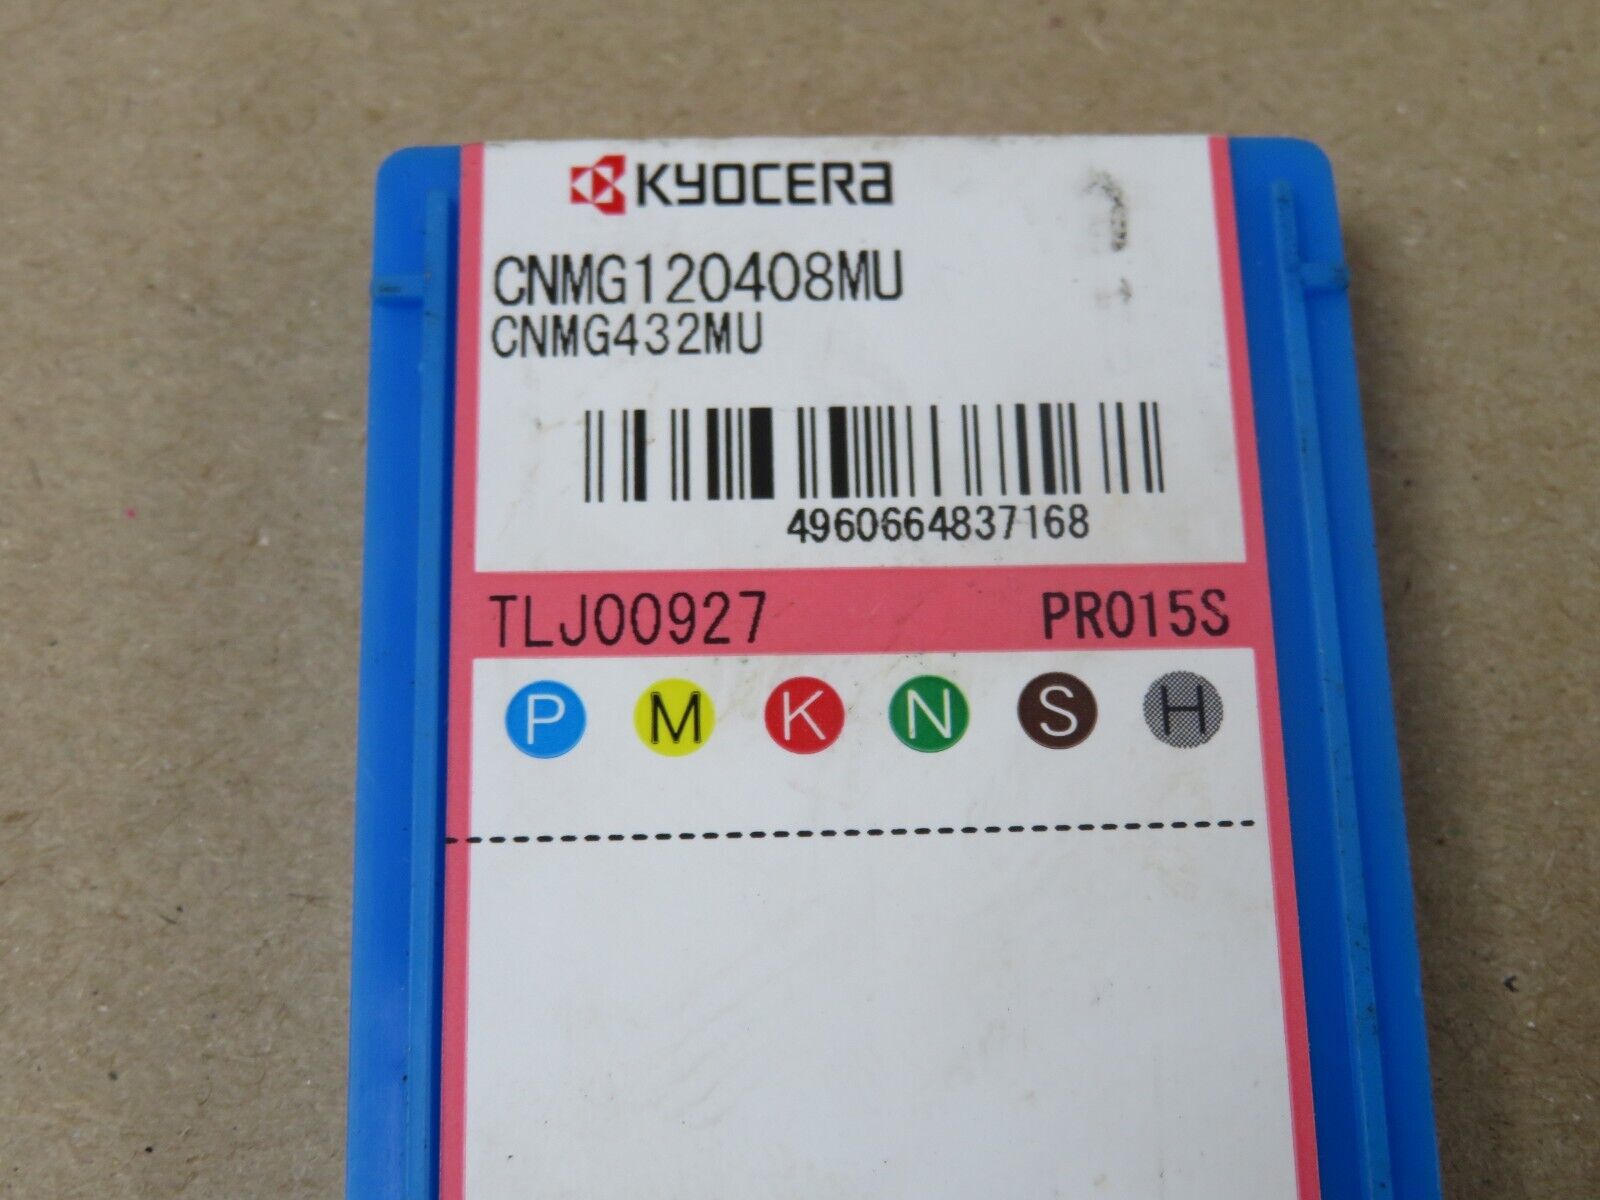 KYOCERA
CNMG120408MU
CNMG432MU
4960664837168
TLJ00927 PR015S
P M K N S H